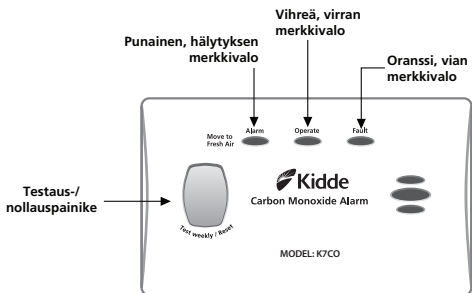 Vihreä, virran
merkkivalo
Punainen, hälytyksen
merkkivalo
Oranssi, vian
merkkivalo
Alarm
Operate
Fault
Move to
Fresh Air
Kidde
Carbon Monoxide Alarm
Testaus-/
nollauspainike
Test weekly / Reset
MODEL: K7CO